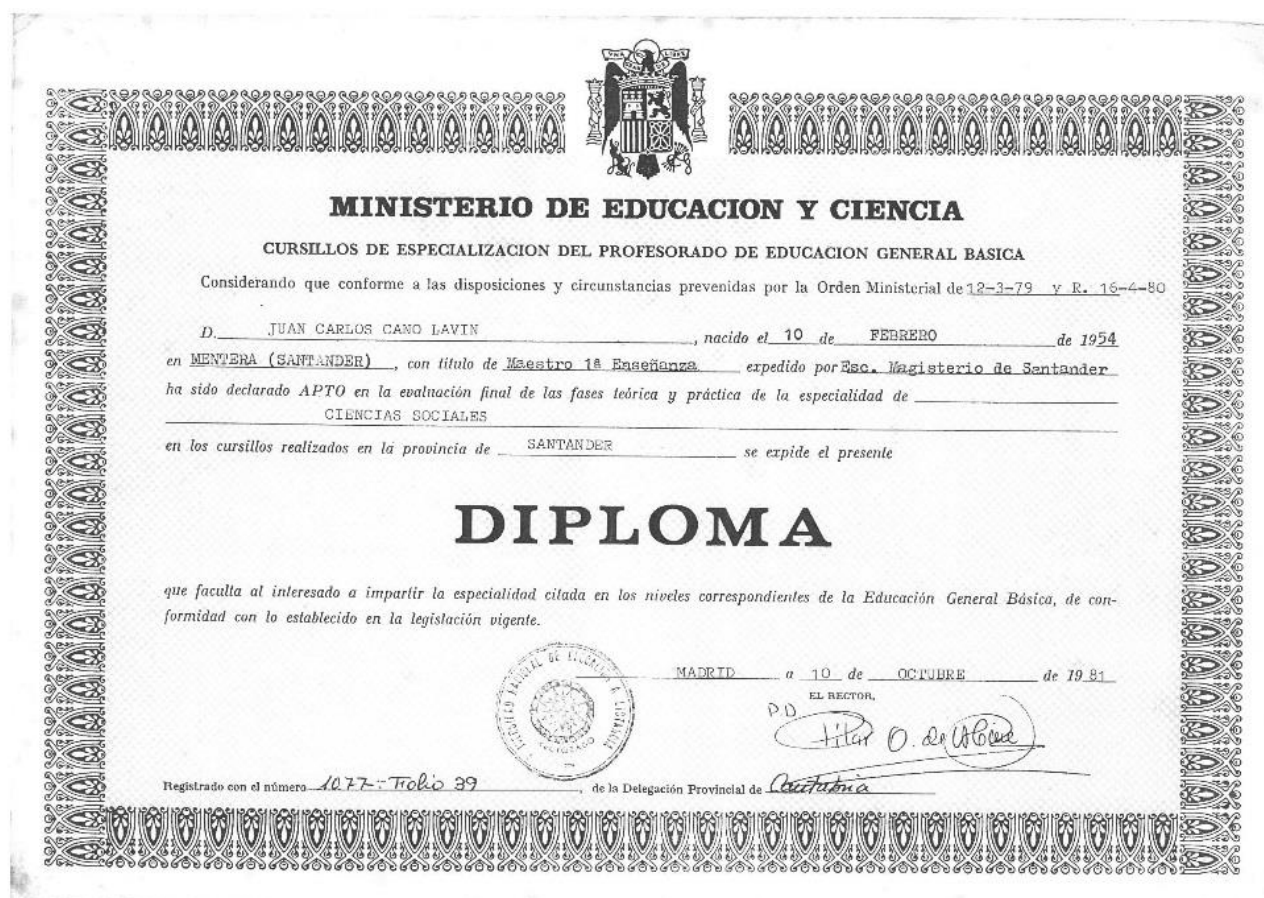 MINISTERIO DE EDUCACION Y CIENCIA
CURSILLOS DE ESPECIALIZACION DEL PROFESORADO DE EDUCACION GENERAL BASICA
Considerando que conforme a las disposiciones y circunstancias prevenidas por la Orden Ministerial de 12-3-79 y R. 16-4-80
D. JUAN CARLOS CANO LAVIN, nacido el 10 de FEBRERO de 1954
en MENTERA (SANTANDER), con título de Maestro 1ª Enseñanza expedido por Esc. Magisterio de Santander
ha sido declarado APTO en la evaluación final de las fases teórica y práctica de la especialidad de
CIENCIAS SOCIALES
en los cursillos realizados en la provincia de SANTANDER se expide el presente
DIPLOMA
que faculta al interesado a impartir la especialidad citada en los niveles correspondientes de la Educación General Básica, de con-
formidad con lo establecido en la legislación vigente.
MADRID a 10 de OCTUBRE de 1981
EL RECTOR,
P.D
Pilar O. de
Registrado con el número 1077-Folio 39, de la Delegación Provincial de Cantabria